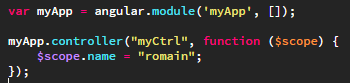 var myApp = angular.module('myApp', []);
myApp.controller("myCtrl", function ($scope) {
$scope.name = "romain";
});